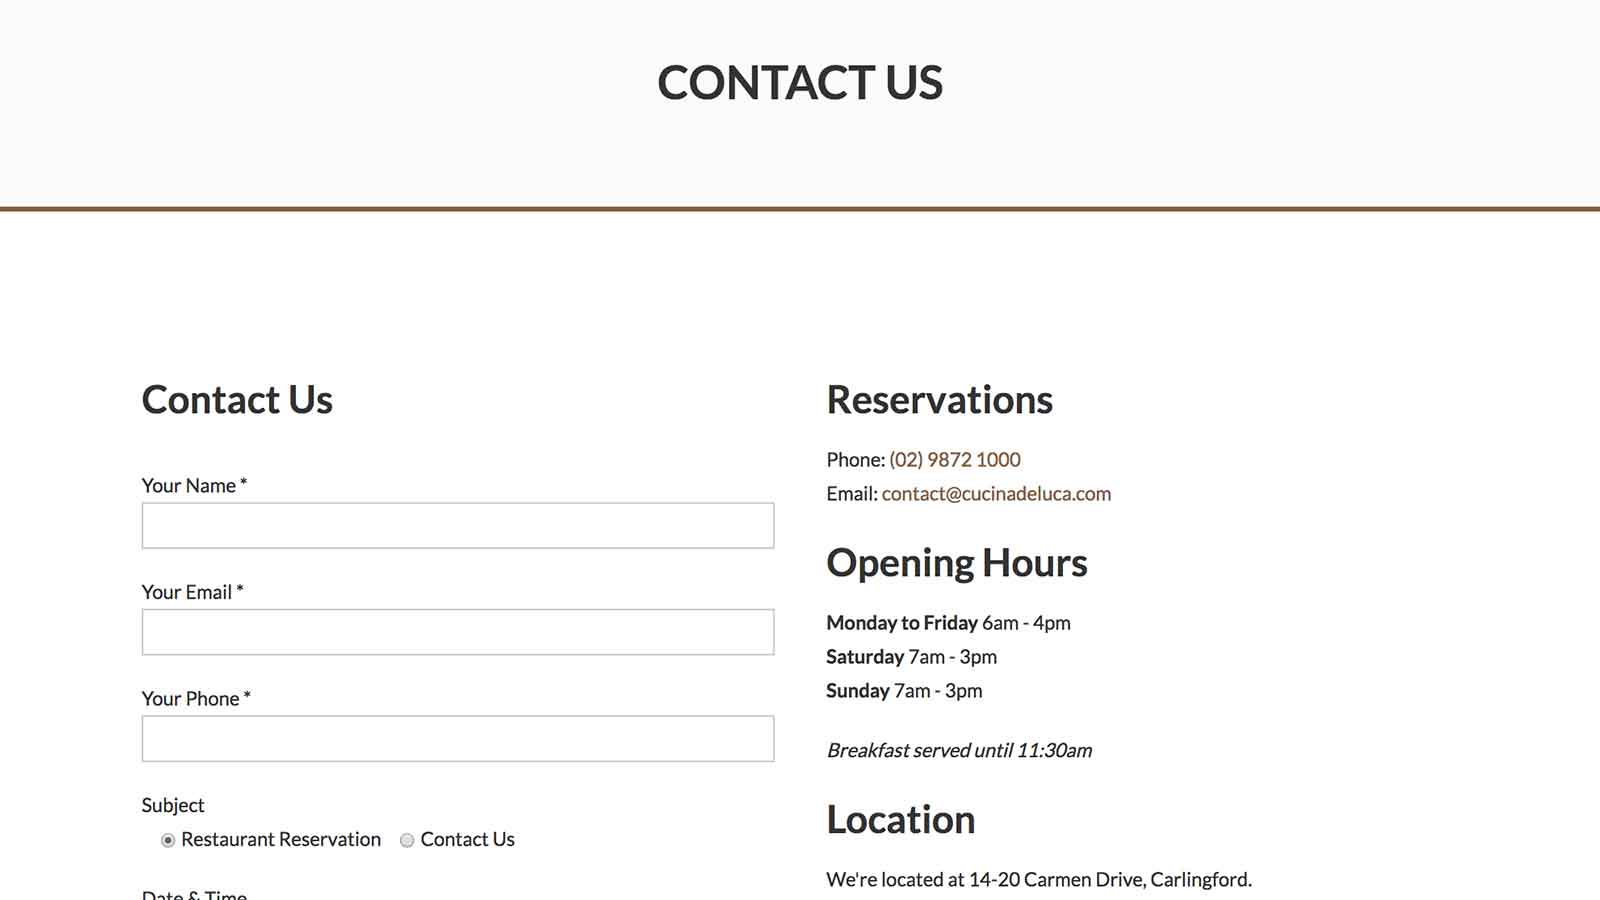 CONTACT US
Contact Us
Your Name *
Your Email *
Your Phone *
Subject
Restaurant Reservation Contact Us
Date & Time
Reservations
Phone: (02) 9872 1000
Email: contact@cucinadeluca.com
Opening Hours
Monday to Friday 6am - 4pm
Saturday 7am - 3pm
Sunday 7am - 3pm
Breakfast served until 11:30am
Location
We're located at 14-20 Carmen Drive, Carlingford.